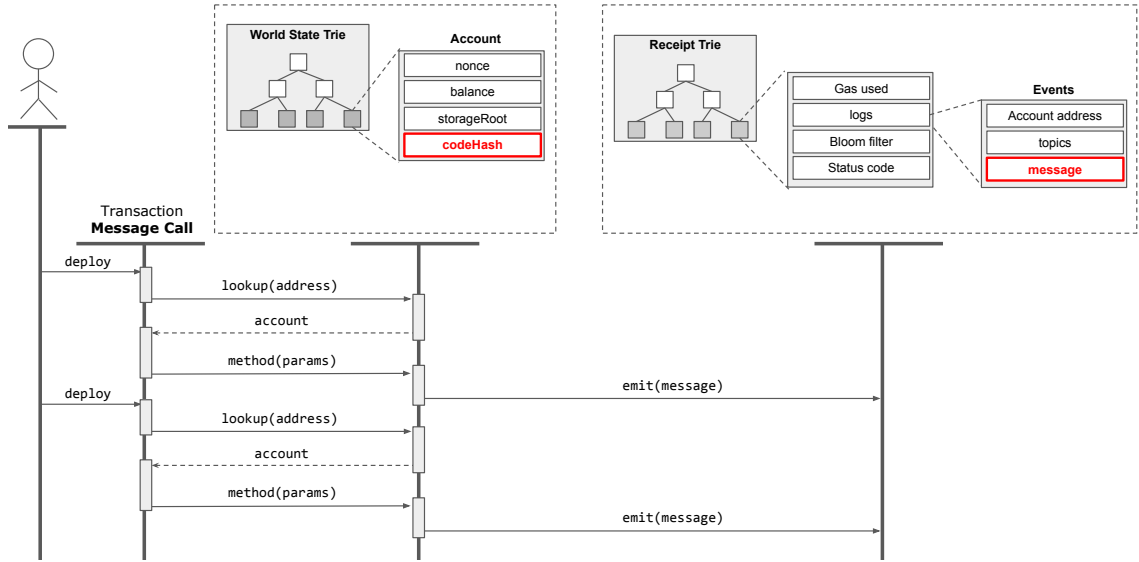 World State Trie
Account
nonce
balance
storageRoot
codeHash
Receipt Trie
Gas used
logs
Bloom filter
Status code
Events
Account address
topics
message
Transaction
Message Call
deploy
lookup(address)
account
method(params)
emit(message)
deploy
lookup(address)
account
method(params)
emit(message)